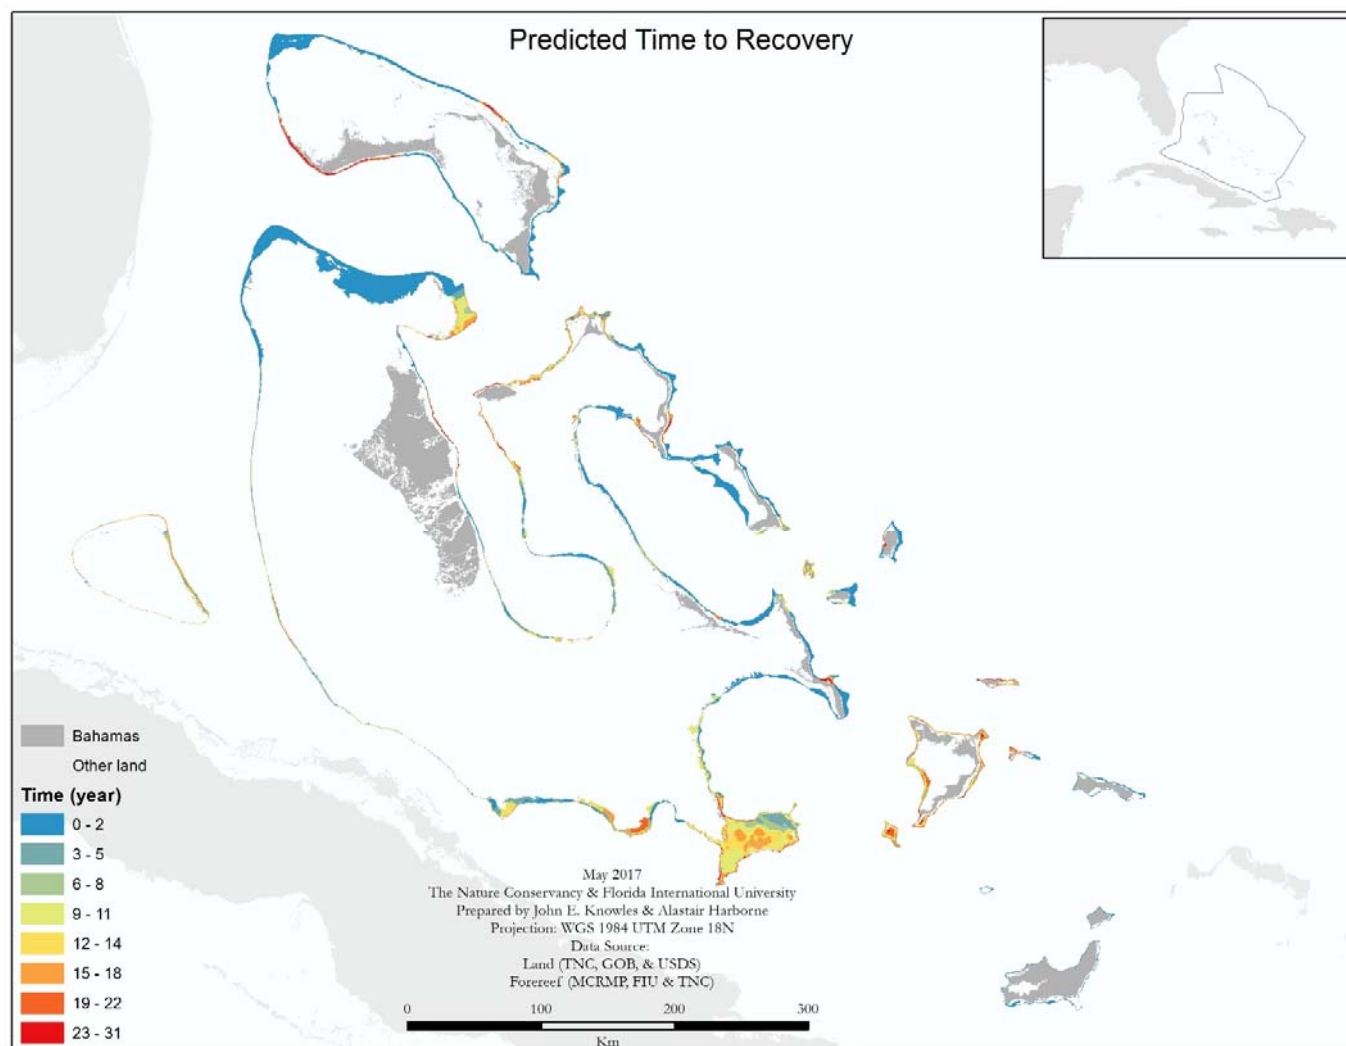 Predicted Time to Recovery
Bahamas
Other land
Time (year)
0 - 2
3 - 5
6 - 8
9 - 11
12 - 14
15 - 18
19 - 22
23 - 31
May 2017
The Nature Conservancy & Florida International University
Prepared by John E. Knowles & Alastair Harborne
Projection: WGS 1984 UTM Zone 18N
Data Source:
Land (TNC, GOB, & USDS)
Forereef (MCRMP, FIU & TNC)
0 100 200 300
Km